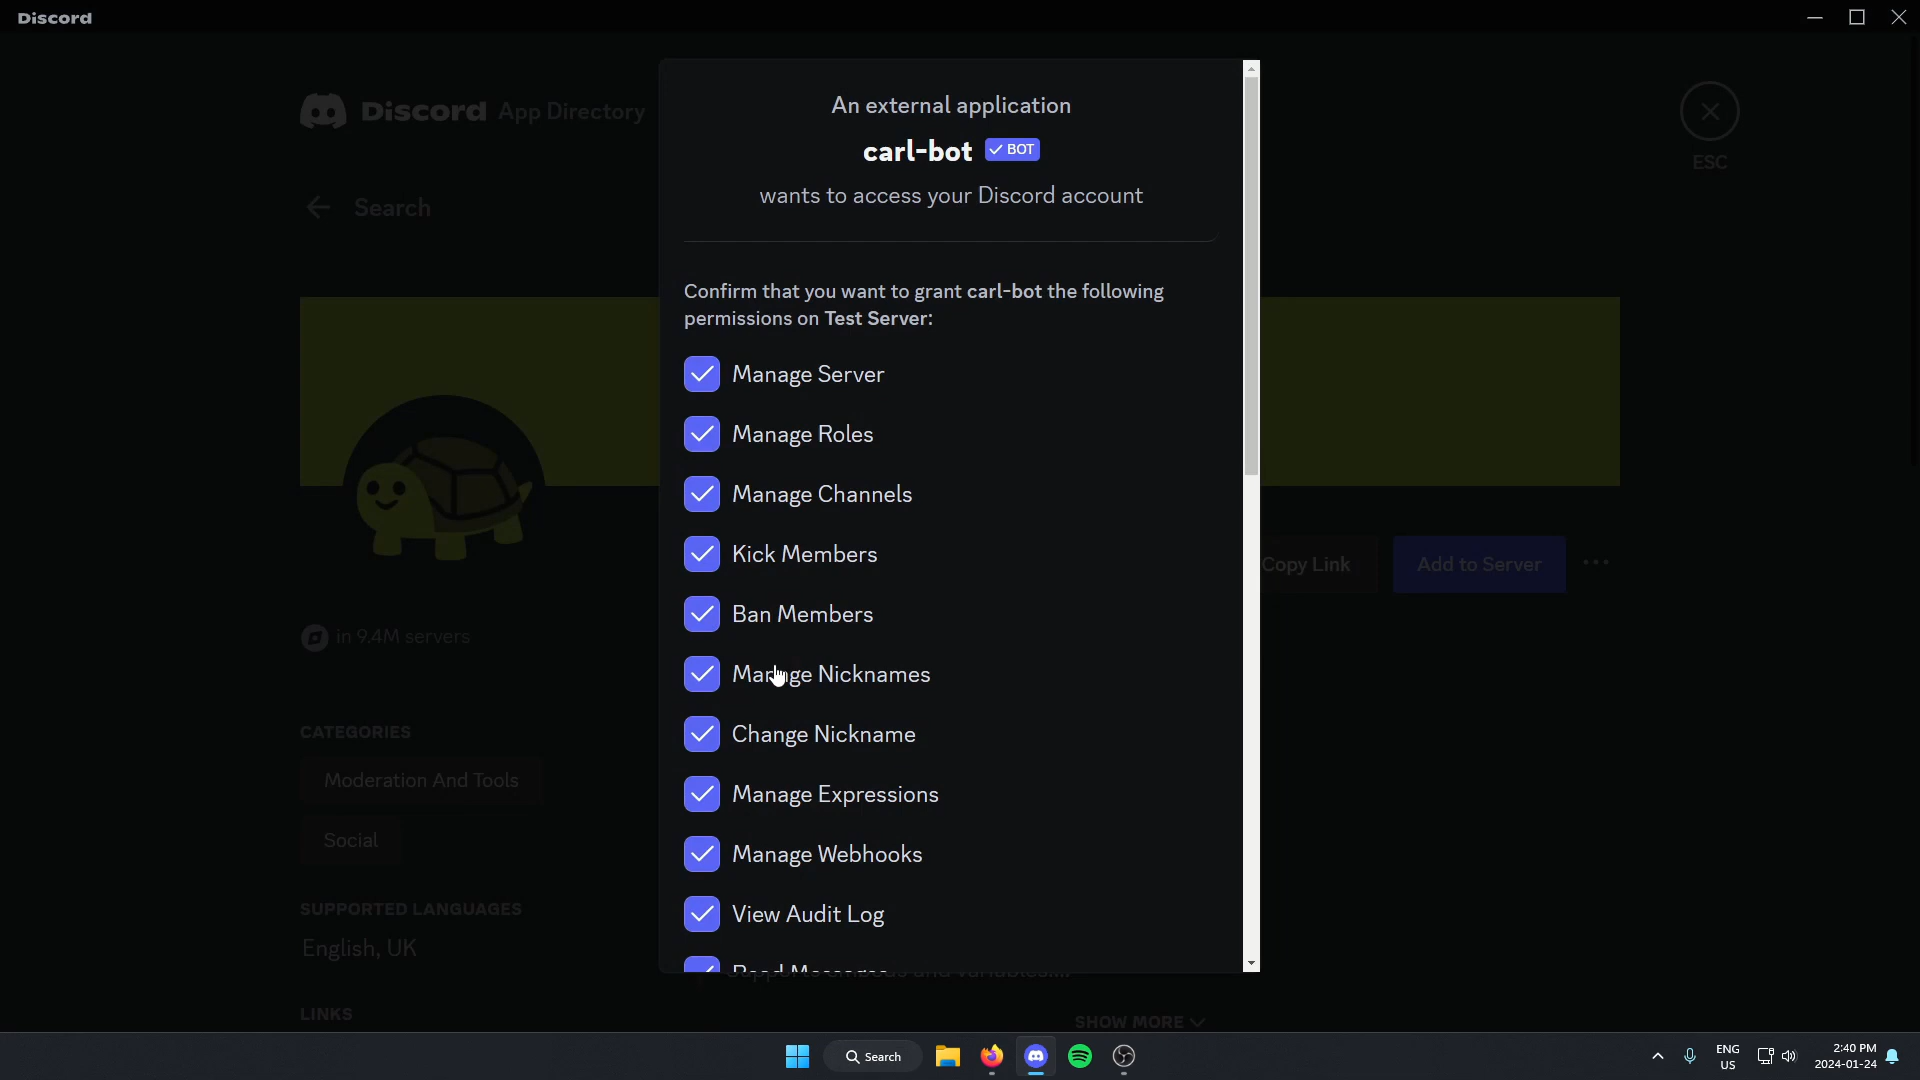 Discord
Discord App Directory
ESC
Search
An external application
carl-bot BOT
wants to access your Discord account
Confirm that you want to grant carl-bot the following
permissions on Test Server:
Manage Server
Manage Roles
Manage Channels
Kick Members
Ban Members
Manage Nicknames
Change Nickname
Manage Expressions
Manage Webhooks
View Audit Log
Read Messages
Copy Link
Add to Server
in 9.4M servers
CATEGORIES
Moderation And Tools
Social
SUPPORTED LANGUAGES
English, UK
LINKS
SHOW MORE
Search
ENG
US
2:40 PM
2024-01-24